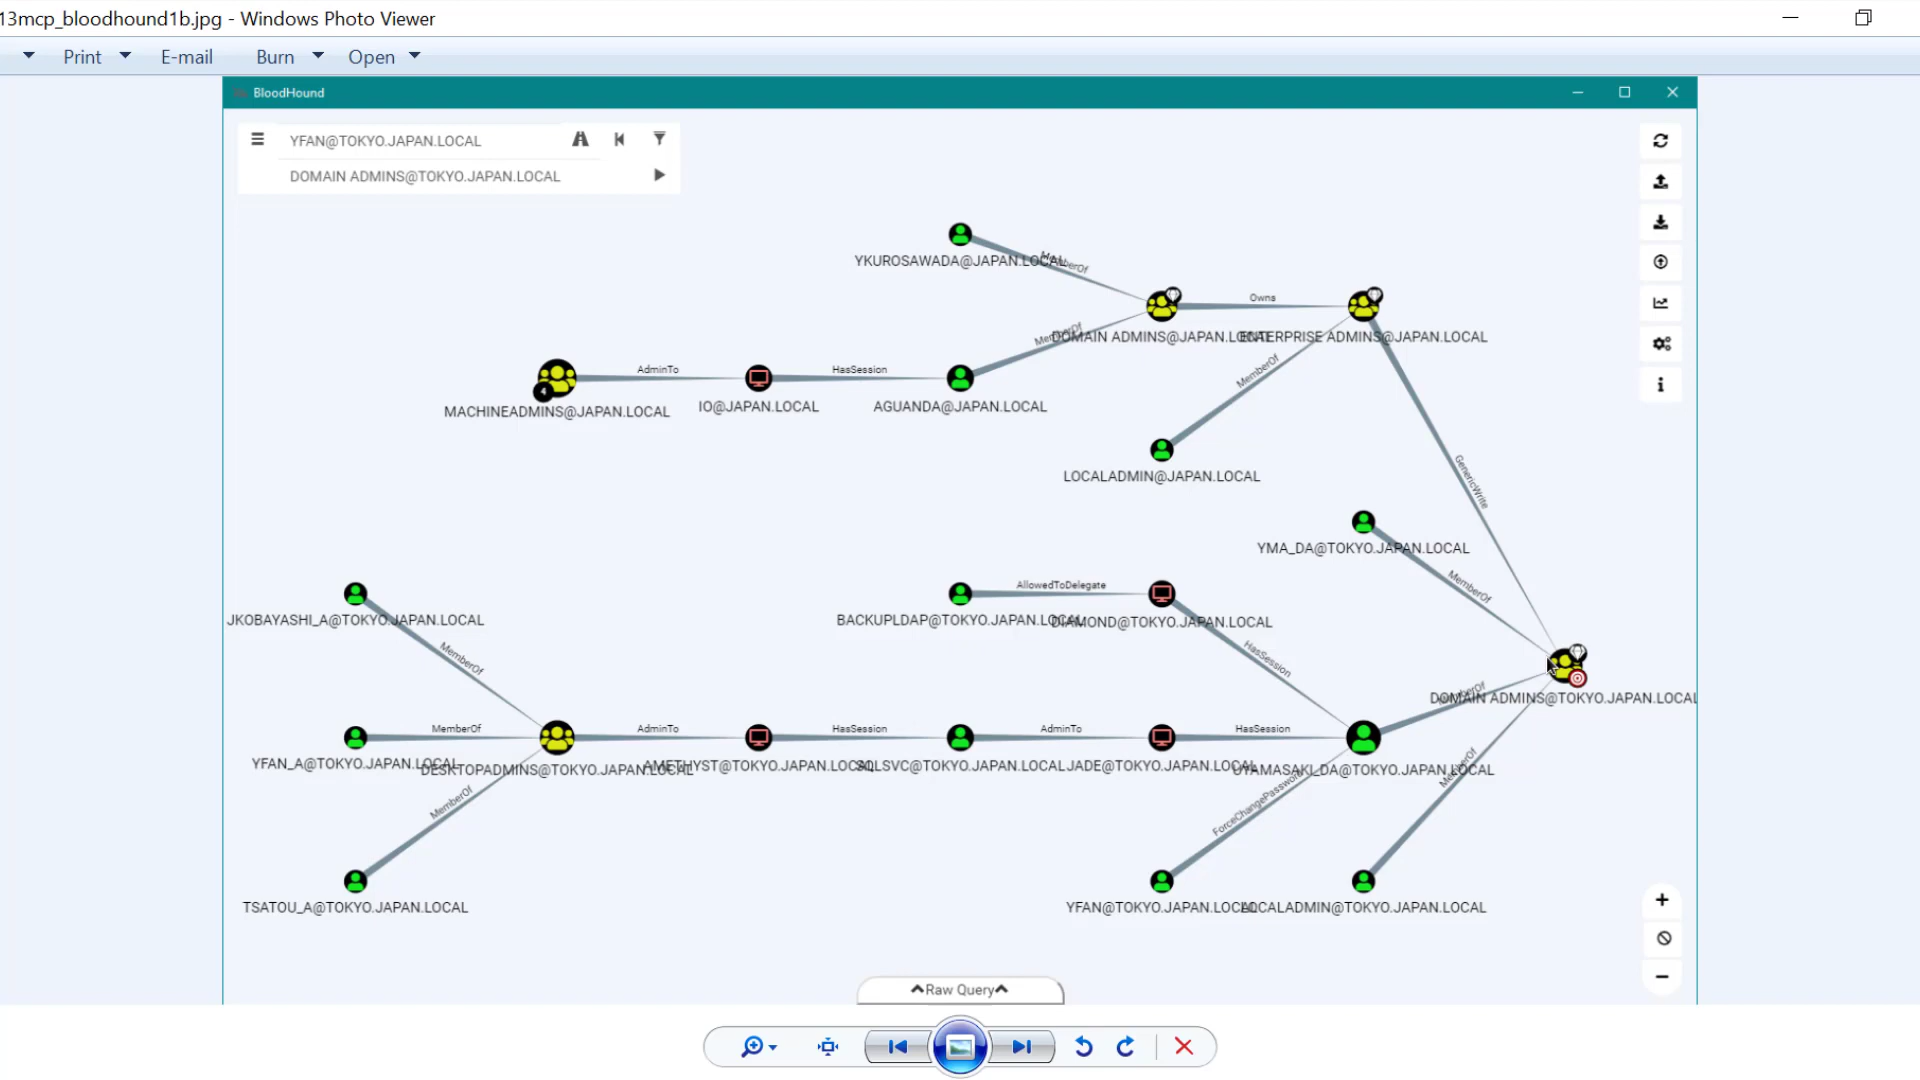 13mcp_bloodhound1b.jpg - Windows Photo Viewer
Print E-mail Burn Open
BloodHound
YFAN@TOKYO.JAPAN.LOCAL
DOMAIN ADMINS@TOKYO.JAPAN.LOCAL
YKUROSAWADA@JAPAN.LOCAL
MemberOf
Owns
MemberOf
DOMAIN ADMINS@JAPAN.LOCAL
ENTERPRISE ADMINS@JAPAN.LOCAL
AdminTo
HasSession
MemberOf
4
MACHINEADMINS@JAPAN.LOCAL
IO@JAPAN.LOCAL
AGUANDA@JAPAN.LOCAL
LOCALADMIN@JAPAN.LOCAL
GenericWrite
YMA_DA@TOKYO.JAPAN.LOCAL
MemberOf
AllowedToDelegate
JKOBAYASHI_A@TOKYO.JAPAN.LOCAL
BACKUPLDAP@TOKYO.JAPAN.LOCAL
DIAMOND@TOKYO.JAPAN.LOCAL
MemberOf
HasSession
MemberOf
DOMAIN ADMINS@TOKYO.JAPAN.LOCAL
MemberOf
AdminTo
HasSession
AdminTo
HasSession
YFAN_A@TOKYO.JAPAN.LOCAL
DESKTOPADMINS@TOKYO.JAPAN.LOCAL
AMETHYST@TOKYO.JAPAN.LOCAL
SQLSVC@TOKYO.JAPAN.LOCAL
JADE@TOKYO.JAPAN.LOCAL
UYAMASAKI_DA@TOKYO.JAPAN.LOCAL
MemberOf
ForceChangePassword
MemberOf
TSATOU_A@TOKYO.JAPAN.LOCAL
YFAN@TOKYO.JAPAN.LOCAL
LOCALADMIN@TOKYO.JAPAN.LOCAL
Raw Query